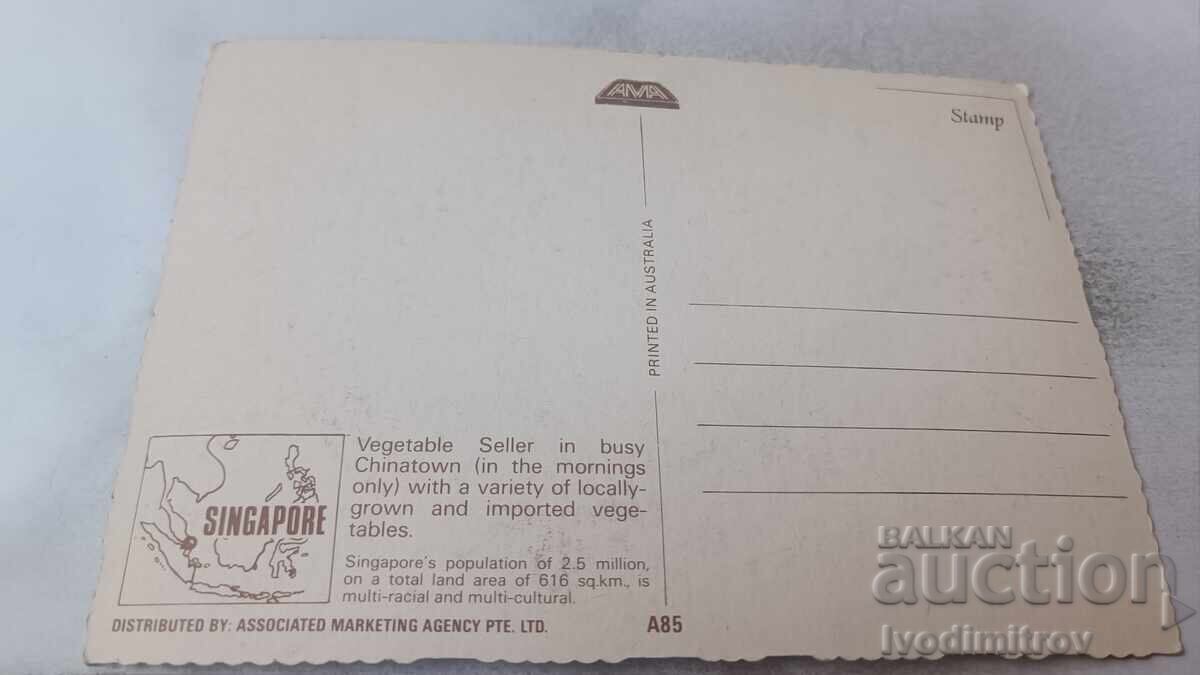 AMA
Stamp
PRINTED IN AUSTRALIA
Vegetable Seller in busy
Chinatown (in the mornings
only) with a variety of locally-
grown and imported vege-
tables.
SINGAPORE
Singapore's population of 2.5 million,
on a total land area of 616 sq.km., is
multi-racial and multi-cultural.
DISTRIBUTED BY: ASSOCIATED MARKETING AGENCY PTE. LTD.
A85
BALKAN
auction
Ivodimitrov